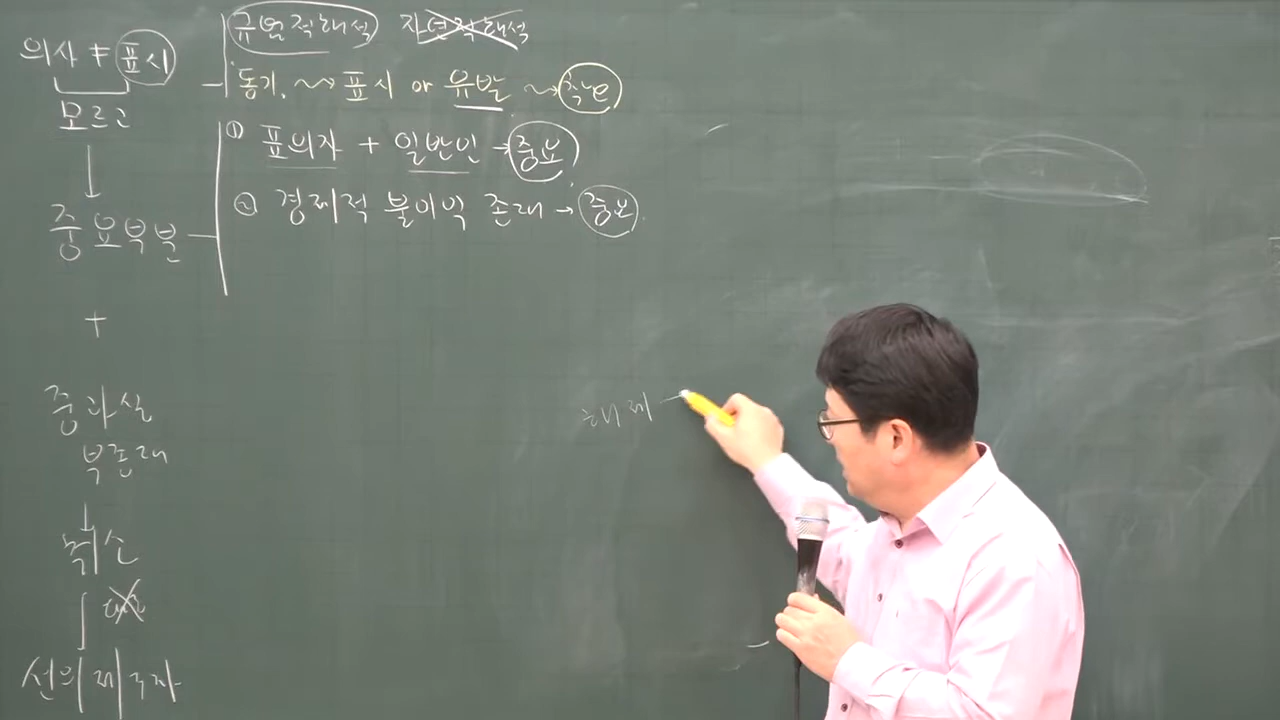 의사 ≠ 표시
모르고
↓
중요부분
+
중과실
부존재
↓
취소
선의 제3자
규범적해석 자연적해석
동기. ⇝ 표시 or 유발 ⇝ 착오
① 표의자 + 일반인 → 중요
② 경제적 불이익 존재 → 중요
해제